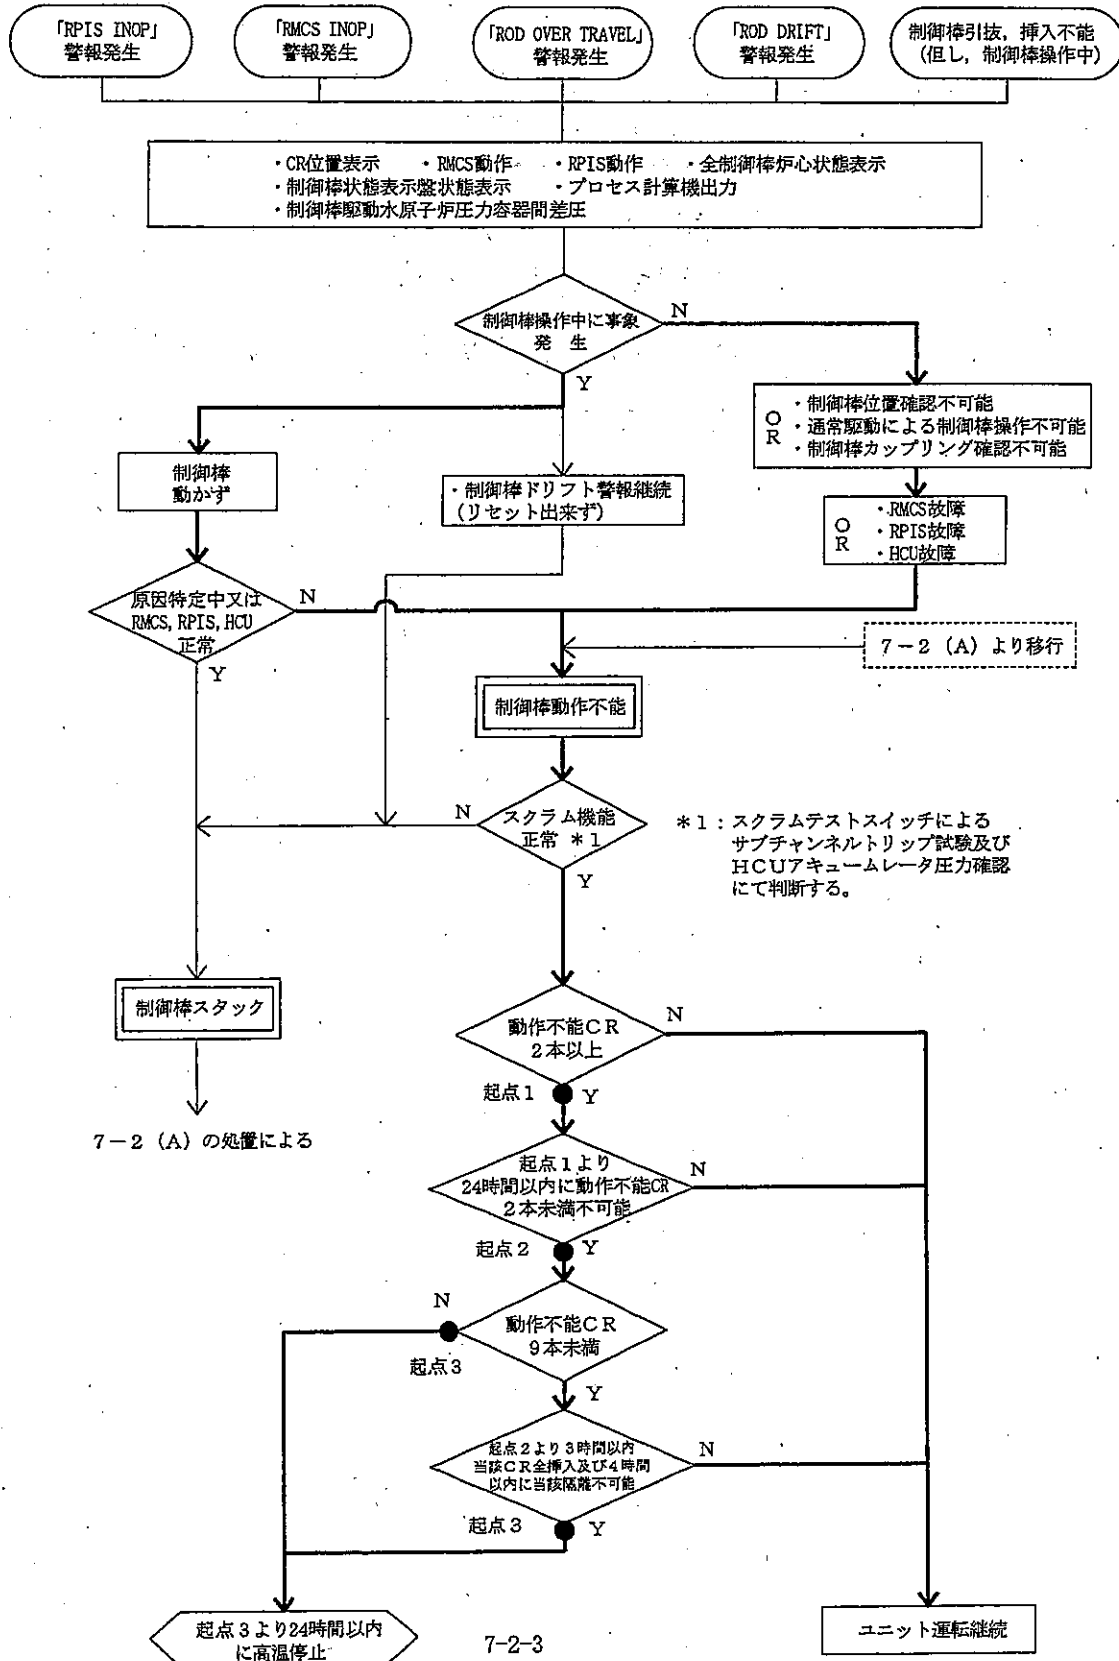 「RPIS INOP」
警報発生
「RMCS INOP」
警報発生
「ROD OVER TRAVEL」
警報発生
「ROD DRIFT」
警報発生
制御棒引抜,挿入不能
(但し,制御棒操作中)
・CR位置表示 ・RMCS動作 ・RPIS動作 ・全制御棒炉心状態表示
・制御棒状態表示盤状態表示 ・プロセス計算機出力
・制御棒駆動水原子炉圧力容器間差圧
制御棒操作中に事象
発 生
N
Y
OR
・制御棒位置確認不可能
・通常駆動による制御棒操作不可能
・制御棒カップリング確認不可能
制御棒
動かず
・制御棒ドリフト警報継続
(リセット出来ず)
OR
・RMCS故障
・RPIS故障
・HCU故障
原因特定中又は
RMCS, RPIS, HCU
正常
N
Y
7-2 (A) より移行
制御棒動作不能
スクラム機能
正常 *1
N
Y
*1:スクラムテストスイッチによる
サブチャンネルトリップ試験及び
HCUアキュームレータ圧力確認
にて判断する。
制御棒スタック
7-2 (A) の処置による
動作不能CR
2本以上
N
起点1
Y
起点1より
24時間以内に動作不能CR
2本未満不可能
N
起点2
Y
動作不能CR
9本未満
N
起点3
Y
起点2より3時間以内
当該CR全挿入及び4時間
以内に当該隔離不可能
N
起点3
Y
起点3より24時間以内
に高温停止
ユニット運転継続
7-2-3